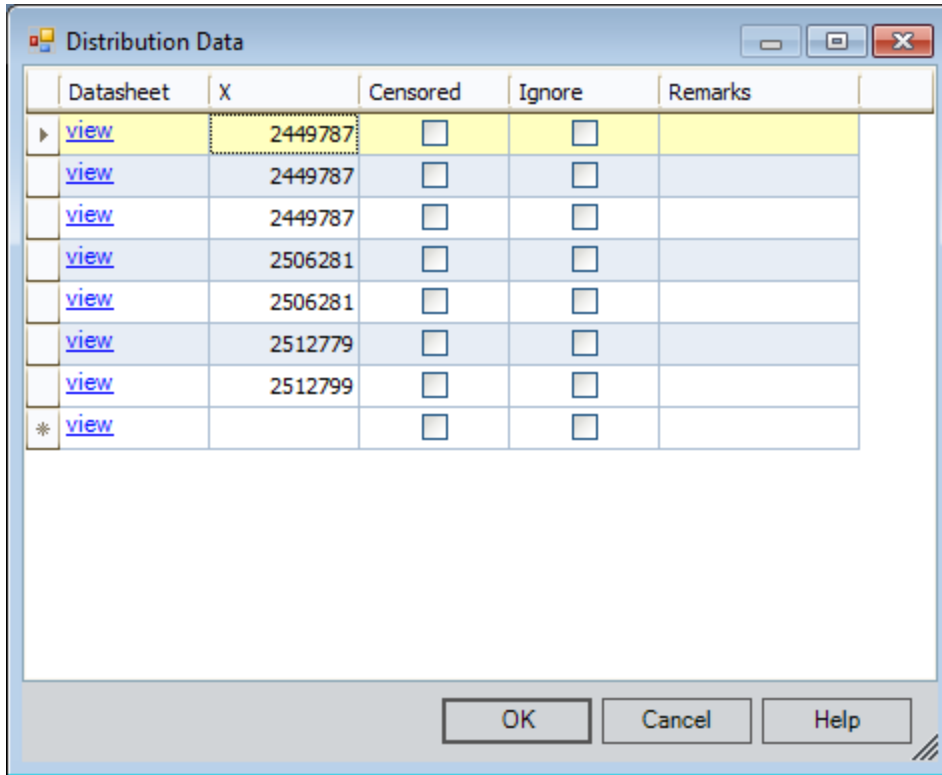 Distribution Data
Datasheet X Censored Ignore Remarks
view 2449787
view 2449787
view 2449787
view 2506281
view 2506281
view 2512779
view 2512799
view
OK Cancel Help